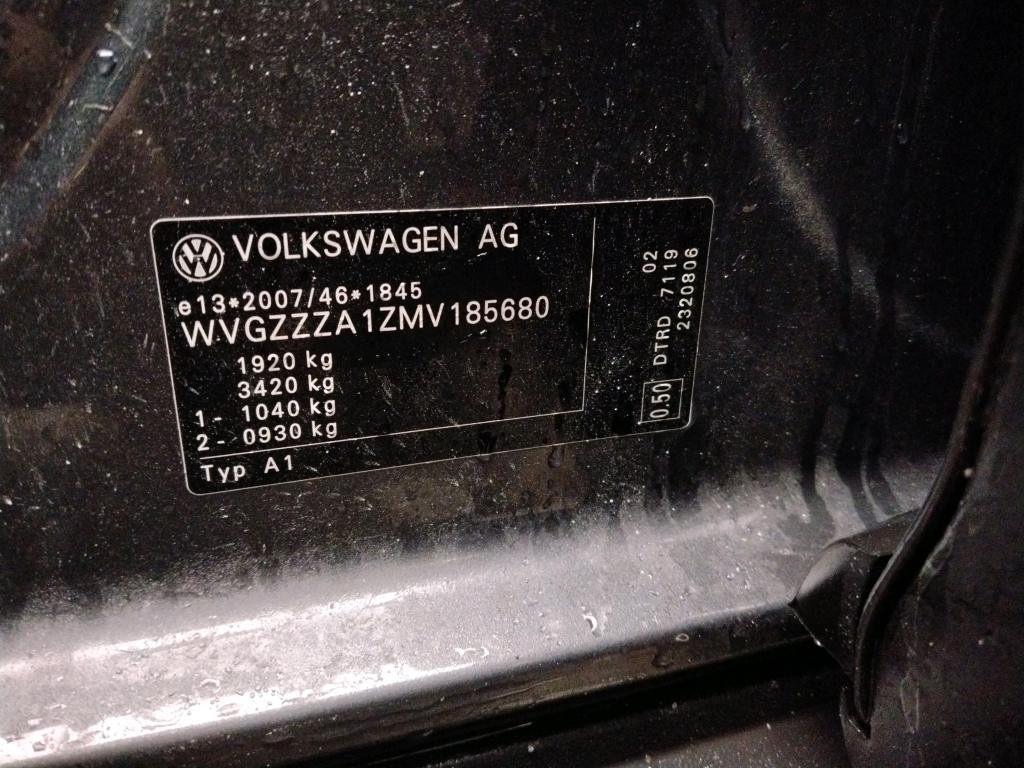 VOLKSWAGEN AG
e13*2007/46*1845
WVGZZZA1ZMV185680
1920 kg
3420 kg
1- 1040 kg
2- 0930 kg
Typ A1
0.50 DTRD 7119 02
2320806